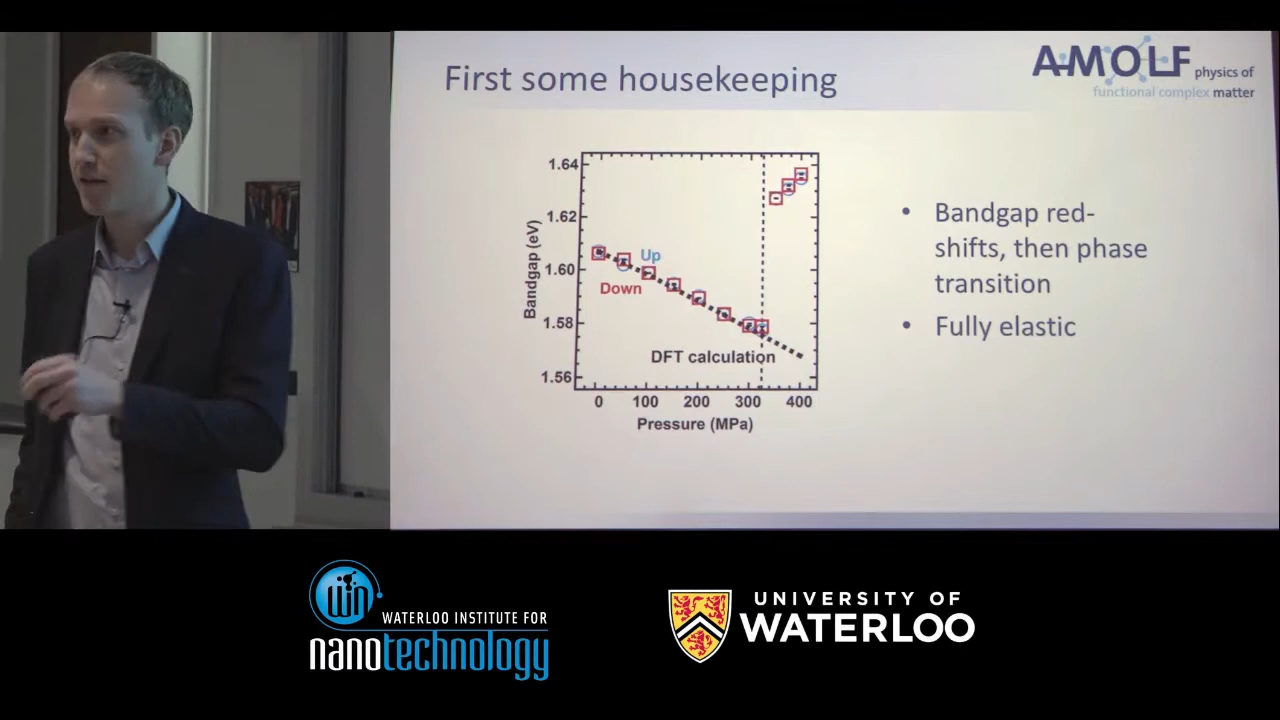 First some housekeeping
A·MOLF physics of
functional complex matter
1.64
1.62
1.60
1.58
1.56
Bandgap (eV)
Up
Down
DFT calculation
0 100 200 300 400
Pressure (MPa)
• Bandgap red-
shifts, then phase
transition
• Fully elastic
WATERLOO INSTITUTE FOR
nanotechnology
UNIVERSITY OF
WATERLOO